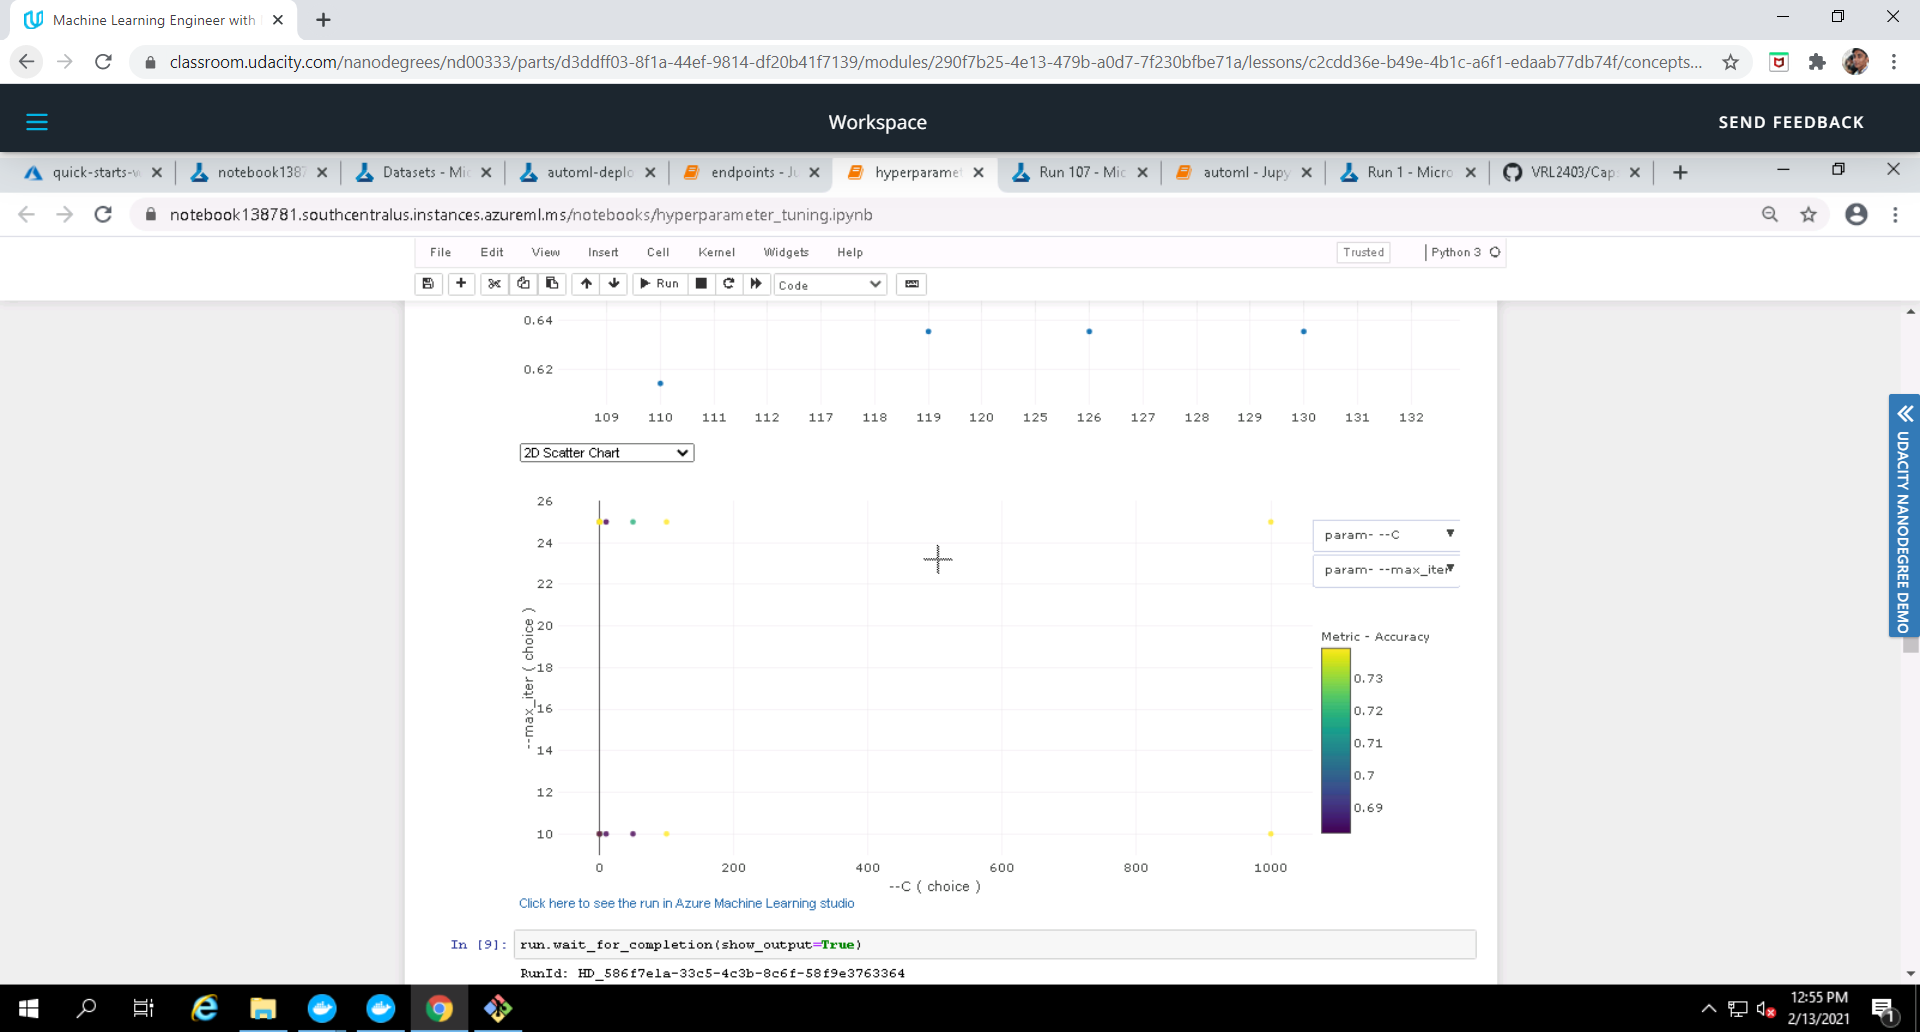 Machine Learning Engineer with
classroom.udacity.com/nanodegrees/nd00333/parts/d3ddff03-8f1a-44ef-9814-df20b41f7139/modules/290f7b25-4e13-479b-a0d7-7f230bfbe71a/lessons/c2cdd36e-b49e-4b1c-a6f1-edaab77db74f/concepts...
Workspace
SEND FEEDBACK
quick-starts-w
notebook1387
Datasets - Mic
automl-deplo
endpoints - Ju
hyperparamet
Run 107 - Mic
automl - Jupy
Run 1 - Micro
VRL2403/Cap
notebook138781.southcentralus.instances.azureml.ms/notebooks/hyperparameter_tuning.ipynb
File Edit View Insert Cell Kernel Widgets Help
Trusted
Python 3
Run
Code
0.64
0.62
109 110 111 112 117 118 119 120 125 126 127 128 129 130 131 132
2D Scatter Chart
26
24
22
20
18
16
14
12
10
--max_iter ( choice )
0 200 400 600 800 1000
--C ( choice )
param- --C
param- --max_iter
Metric - Accuracy
0.73
0.72
0.71
0.7
0.69
Click here to see the run in Azure Machine Learning studio
In [9]: run.wait_for_completion(show_output=True)
RunId: HD_586f7e1a-33c5-4c3b-8c6f-58f9e3763364
UDACITY NANODEGREE DEMO
12:55 PM
2/13/2021
1